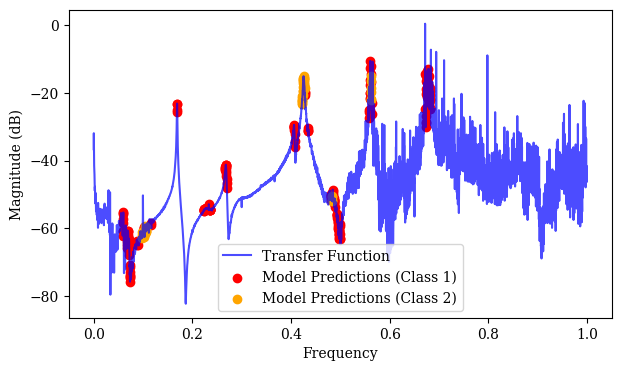 0
−20
−40
−60
−80
Magnitude (dB)
Transfer Function
Model Predictions (Class 1)
Model Predictions (Class 2)
0.0 0.2 0.4 0.6 0.8 1.0
Frequency